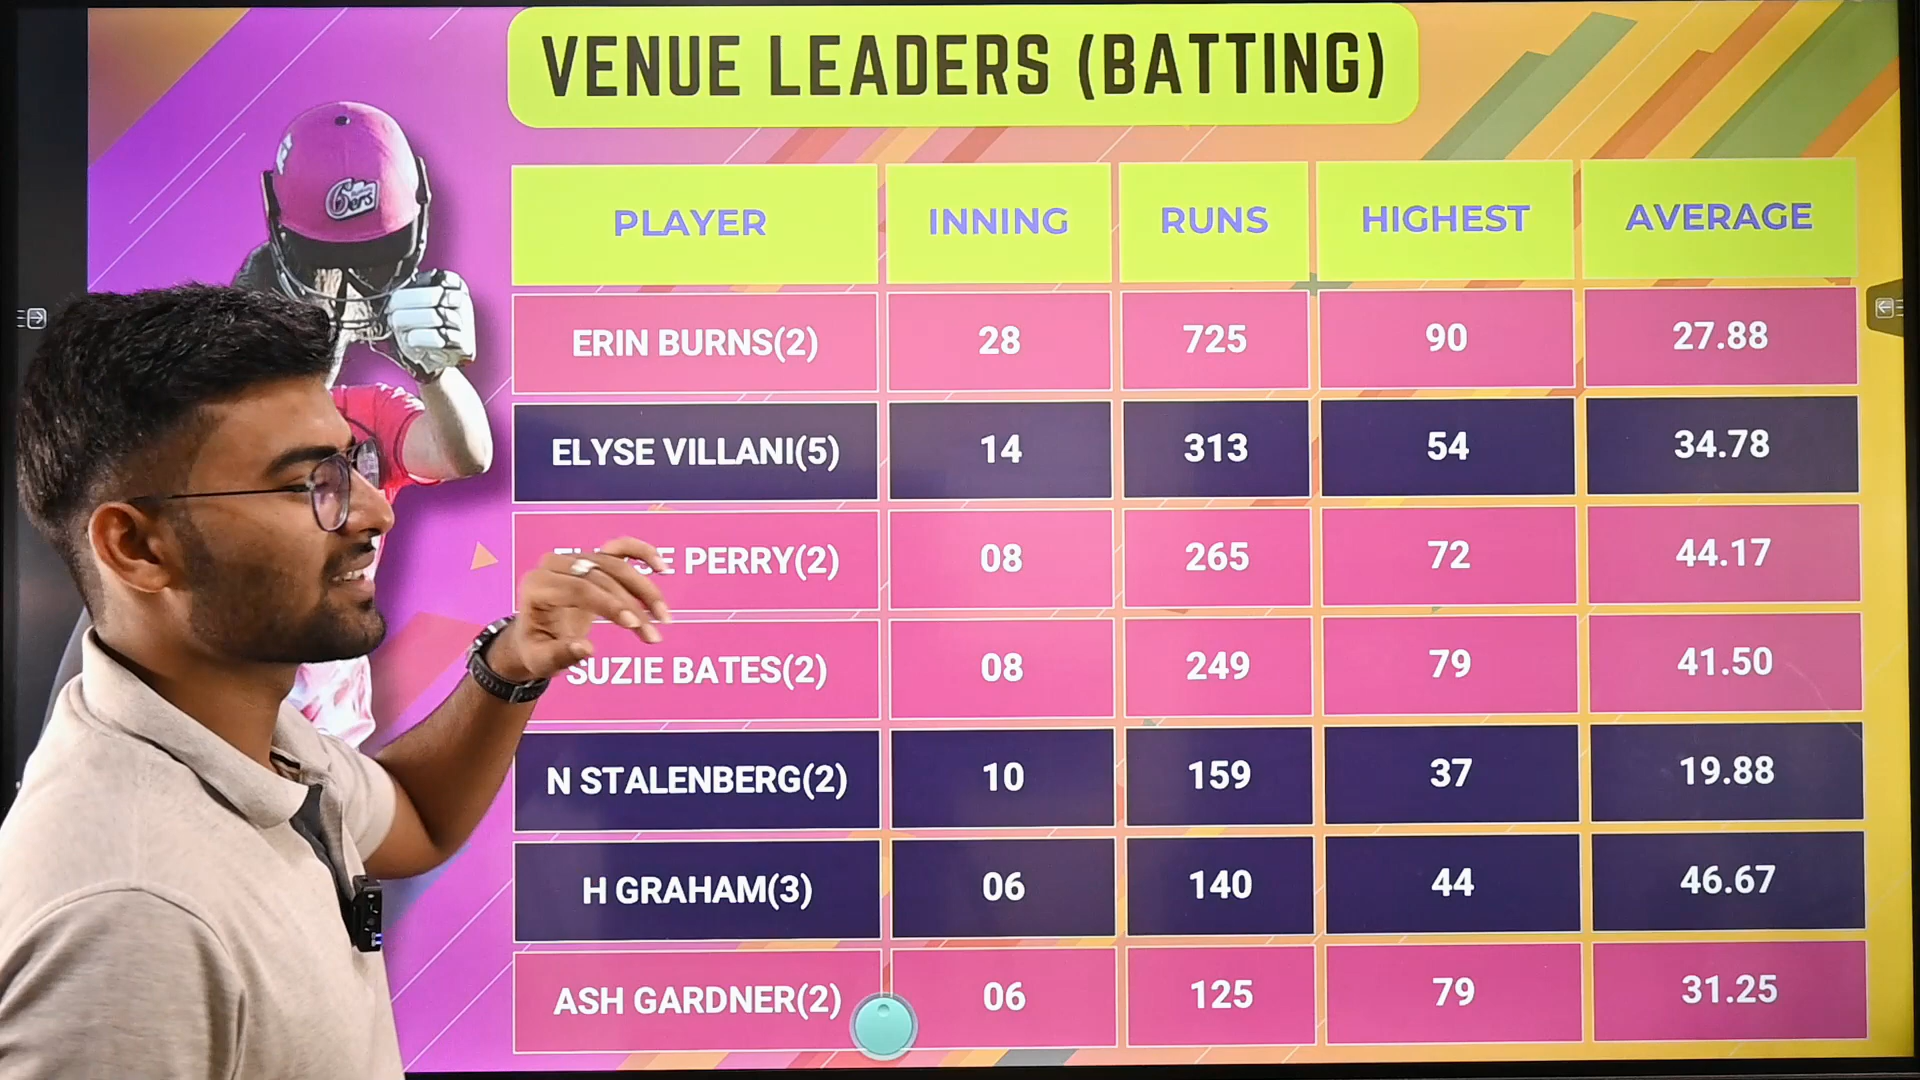 VENUE LEADERS (BATTING)
PLAYER INNING RUNS HIGHEST AVERAGE
6ers
ERIN BURNS(2) 28 725 90 27.88
ELYSE VILLANI(5) 14 313 54 34.78
PERRY(2) 08 265 72 44.17
SUZIE BATES(2) 08 249 79 41.50
N STALENBERG(2) 10 159 37 19.88
H GRAHAM(3) 06 140 44 46.67
ASH GARDNER(2) 06 125 79 31.25